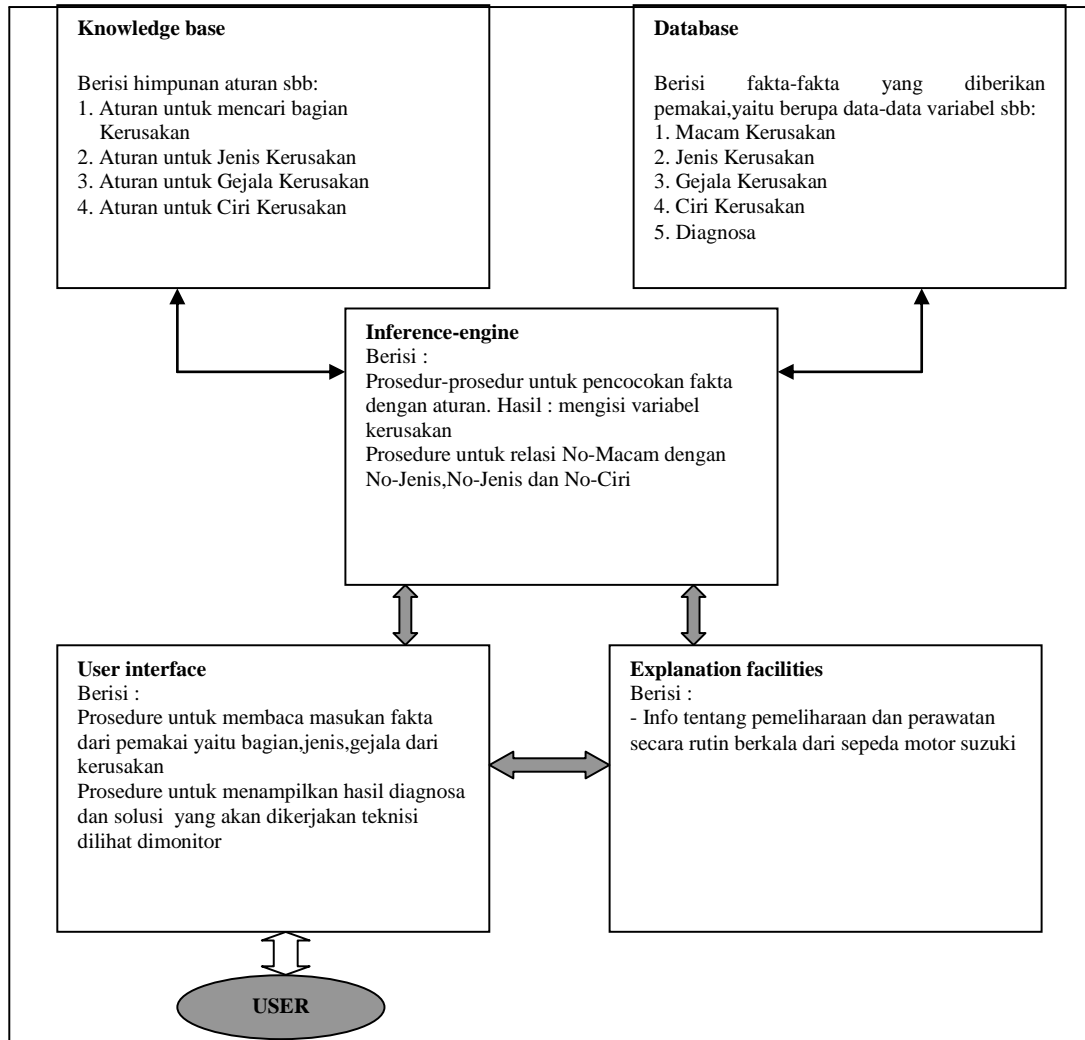 Knowledge base
Berisi himpunan aturan sbb:
1. Aturan untuk mencari bagian
Kerusakan
2. Aturan untuk Jenis Kerusakan
3. Aturan untuk Gejala Kerusakan
4. Aturan untuk Ciri Kerusakan
Database
Berisi fakta-fakta yang diberikan
pemakai,yaitu berupa data-data variabel sbb:
1. Macam Kerusakan
2. Jenis Kerusakan
3. Gejala Kerusakan
4. Ciri Kerusakan
5. Diagnosa
Inference-engine
Berisi :
Prosedur-prosedur untuk pencocokan fakta
dengan aturan. Hasil : mengisi variabel
kerusakan
Prosedure untuk relasi No-Macam dengan
No-Jenis,No-Jenis dan No-Ciri
User interface
Berisi :
Prosedure untuk membaca masukan fakta
dari pemakai yaitu bagian,jenis,gejala dari
kerusakan
Prosedure untuk menampilkan hasil diagnosa
dan solusi yang akan dikerjakan teknisi
dilihat dimonitor
Explanation facilities
Berisi :
- Info tentang pemeliharaan dan perawatan
secara rutin berkala dari sepeda motor suzuki
USER